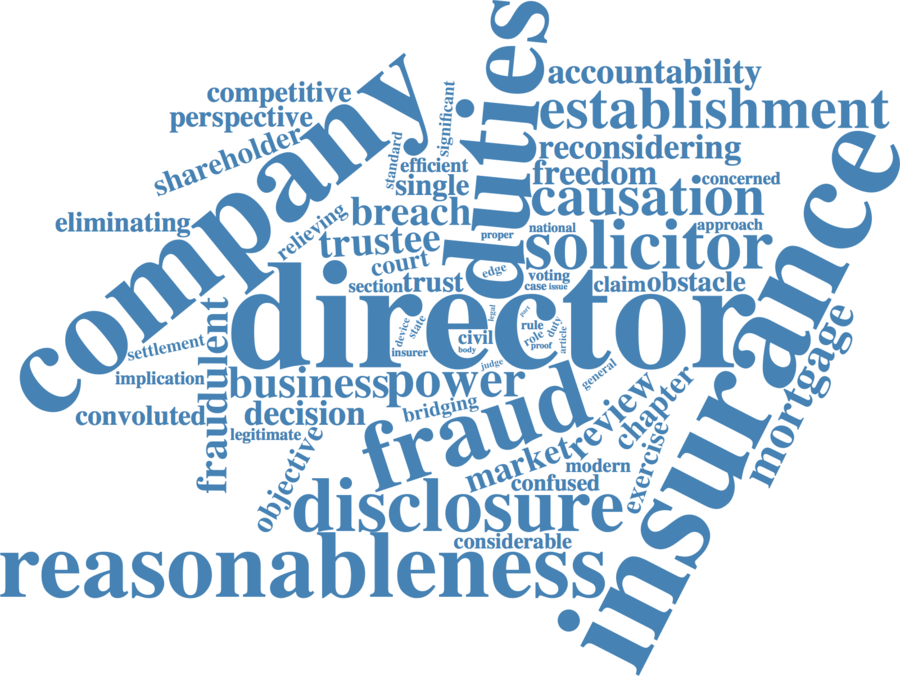 duties
accountability
company
competitive
establishment
perspective
significant
shareholder
standard
reconsidering
insurance
efficient
freedom
concerned
single
causation
eliminating
relieving
breach
approach
national
trustee
proper
solicitor
court
edge
voting
section
trust
case
issue
claim
obstacle
director
fraudulent
device
state
legal
part
rule
role
duty
article
proof
civil
body
insurer
settlement
judge
mortgage
implication
business
power
general
convoluted
decision
bridging
fraud
review
chapter
legitimate
objective
market
modern
exercise
confused
disclosure
considerable
reasonableness